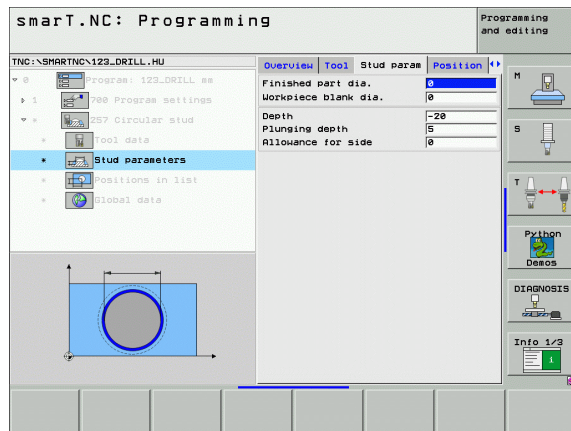 smarT.NC: Programming
Programming
and editing
TNC:\SMARTNC\123_DRILL.HU
Overview Tool Stud param Position
0 Program: 123_DRILL mm
1 700 Program settings
* 257 Circular stud
* Tool data
* Stud parameters
* Positions in list
* Global data
Finished part dia. 0
Workpiece blank dia. 0
Depth -20
Plunging depth 5
Allowance for side 0
M
S
T
Python
Demos
DIAGNOSIS
Info 1/3
1